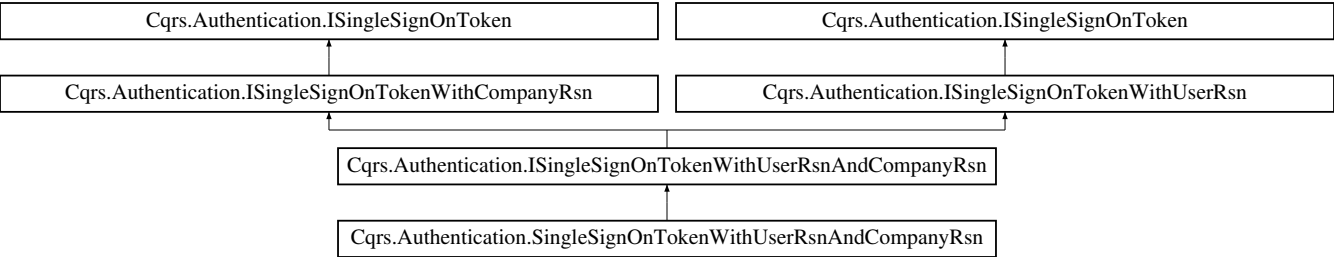 Cqrs.Authentication.ISingleSignOnToken
Cqrs.Authentication.ISingleSignOnToken
Cqrs.Authentication.ISingleSignOnTokenWithCompanyRsn
Cqrs.Authentication.ISingleSignOnTokenWithUserRsn
Cqrs.Authentication.ISingleSignOnTokenWithUserRsnAndCompanyRsn
Cqrs.Authentication.SingleSignOnTokenWithUserRsnAndCompanyRsn